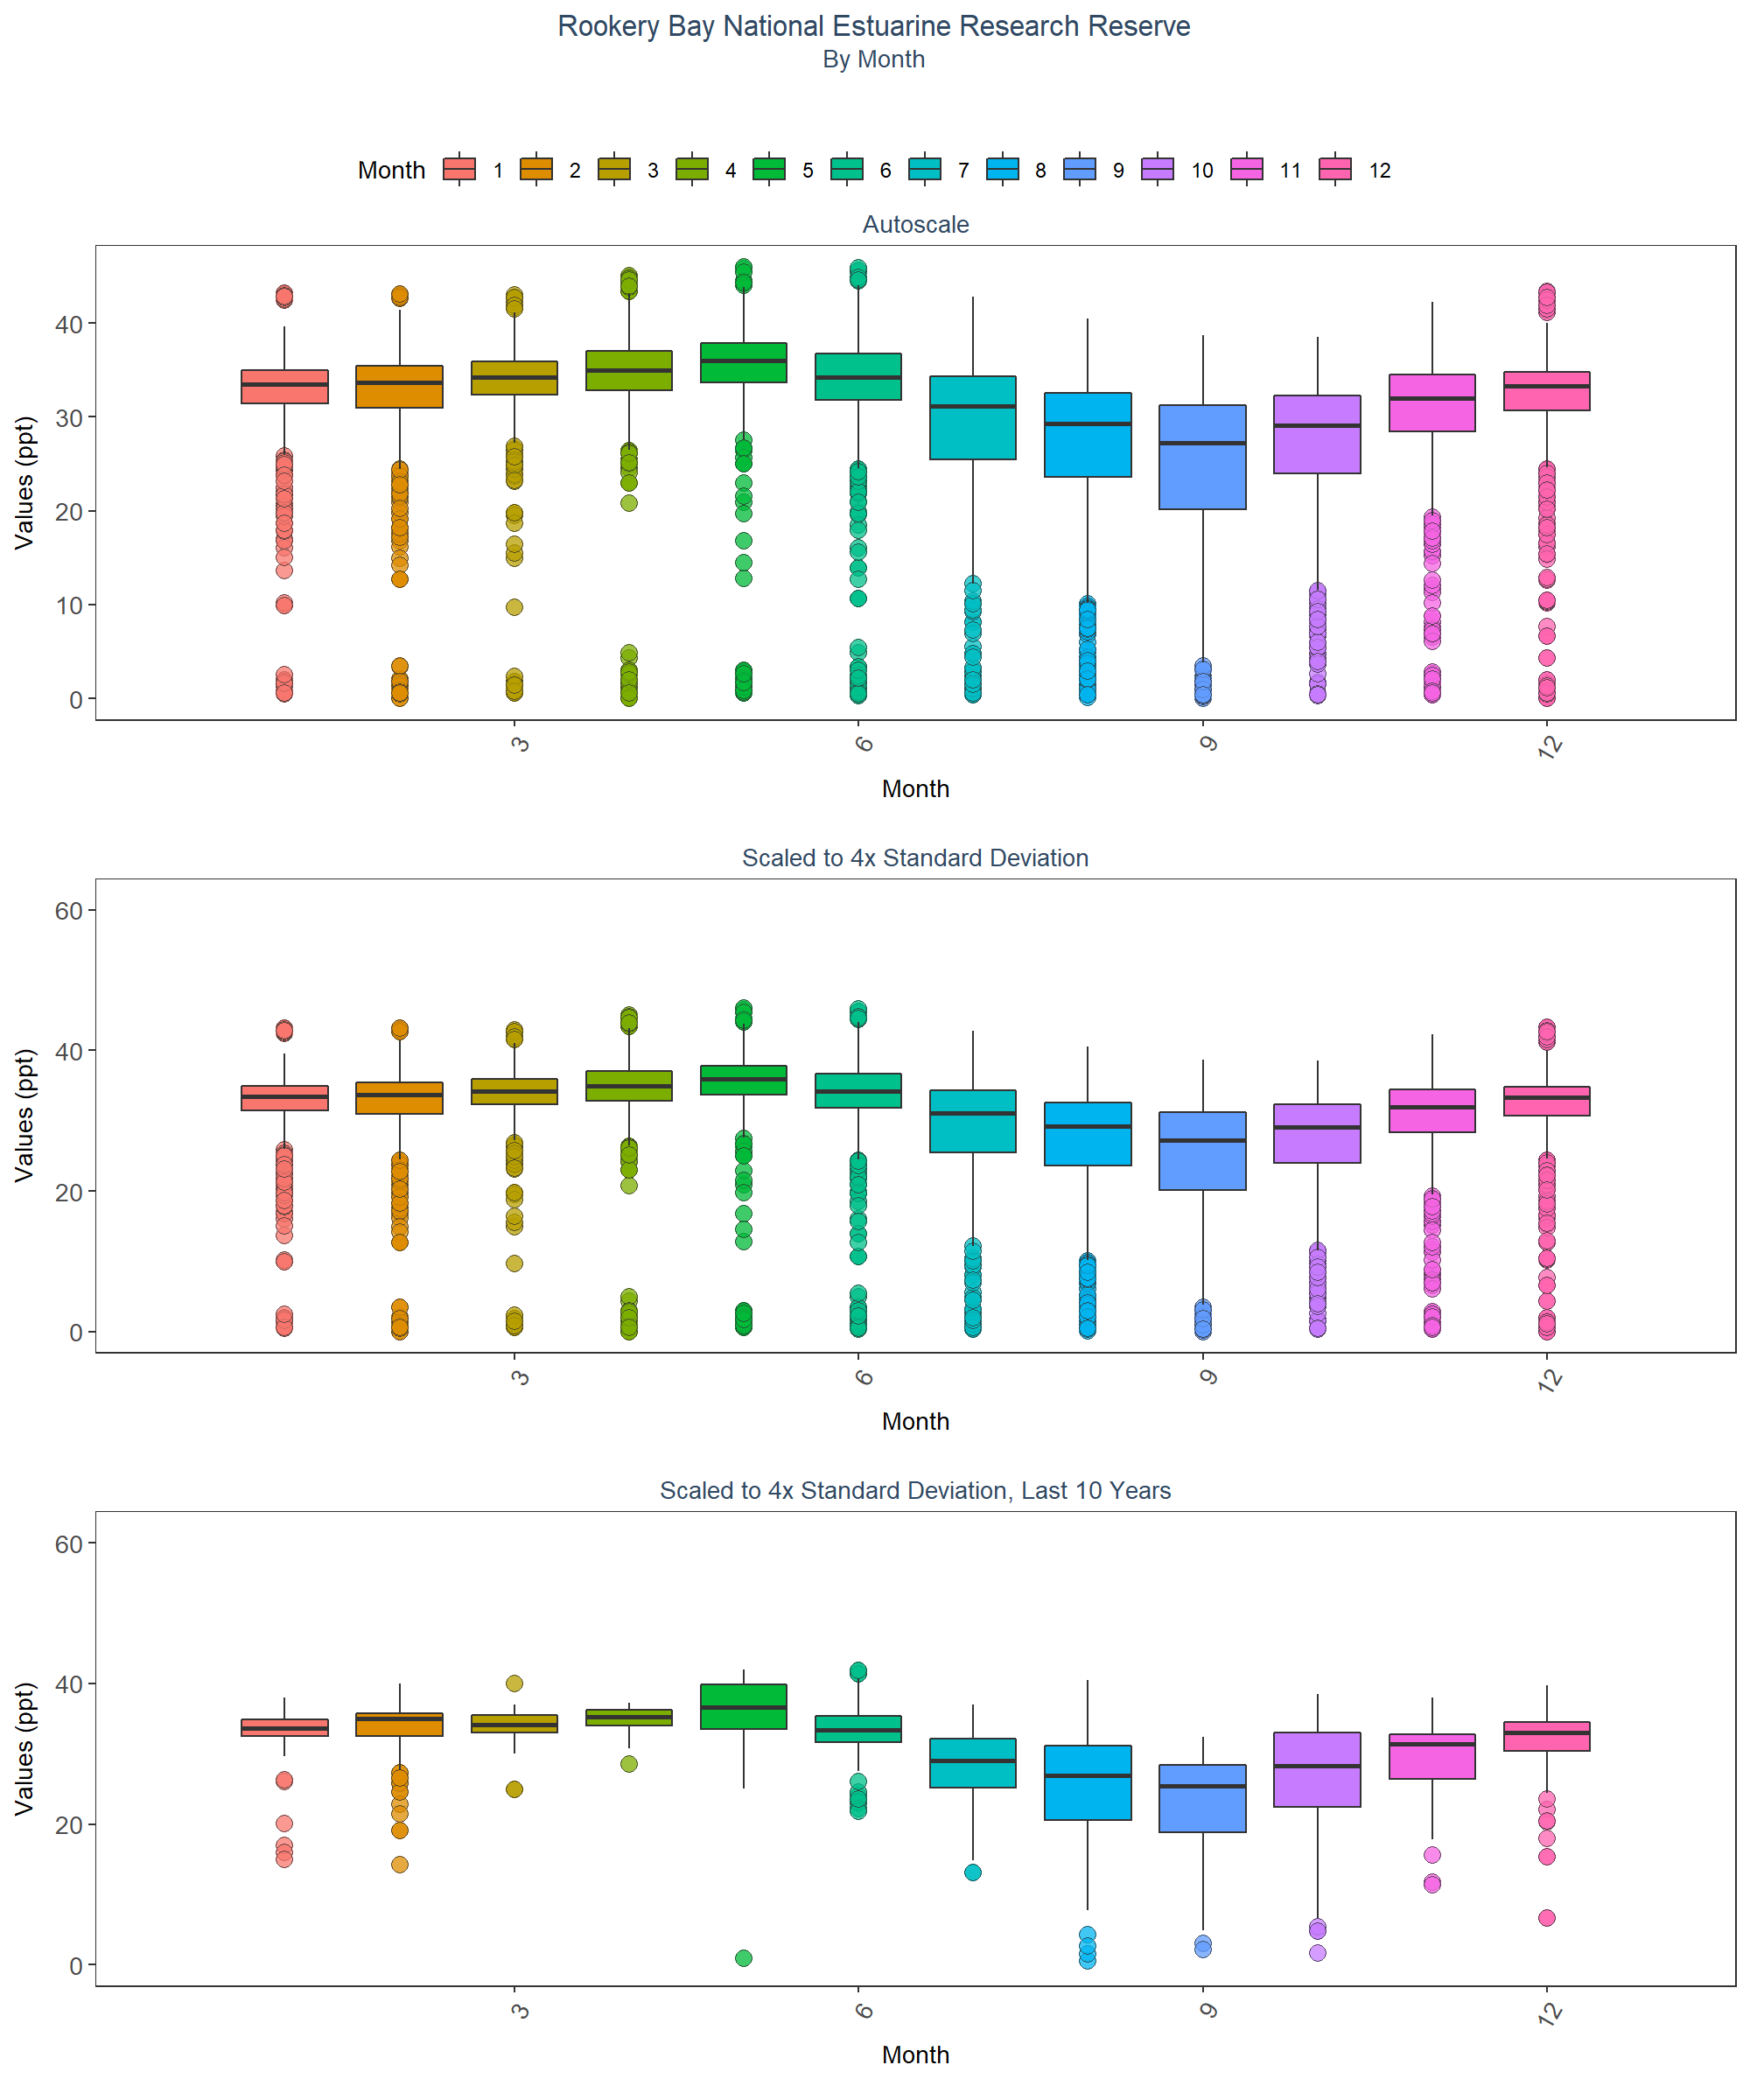 Rookery Bay National Estuarine Research Reserve
By Month
Month 1 2 3 4 5 6 7 8 9 10 11 12
Autoscale
Values (ppt)
40
30
20
10
0
3 6 9 12
Month
Scaled to 4x Standard Deviation
Values (ppt)
60
40
20
0
3 6 9 12
Month
Scaled to 4x Standard Deviation, Last 10 Years
Values (ppt)
60
40
20
0
3 6 9 12
Month